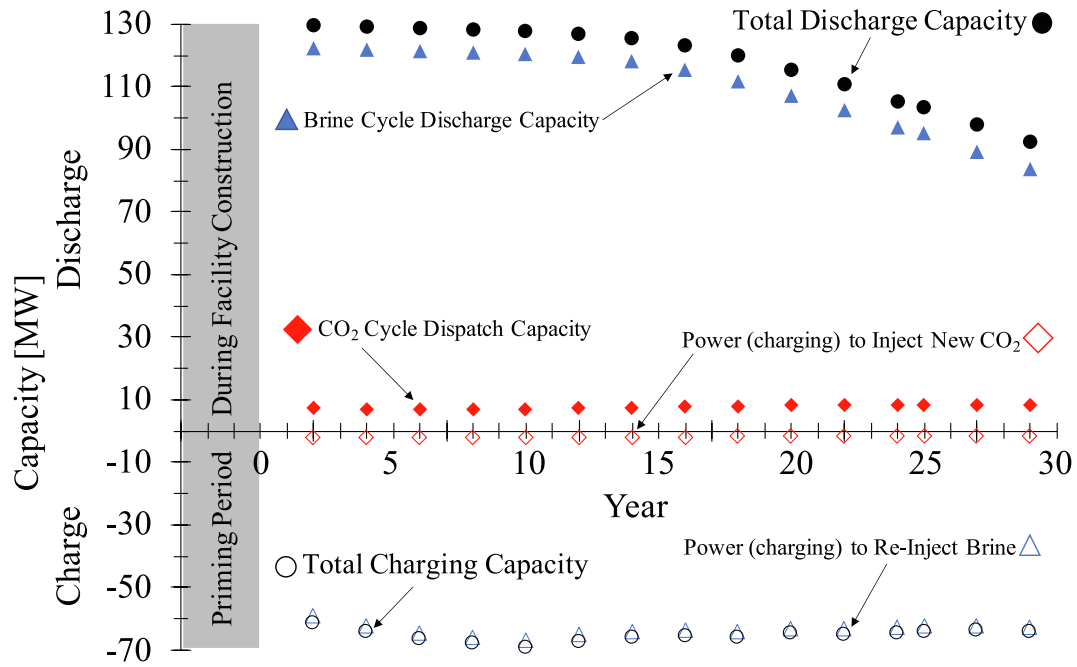 130
110
90
70
50
30
10
-10
-30
-50
-70
Capacity [MW]
Discharge
Charge
Priming Period During Facility Construction
Total Discharge Capacity
Brine Cycle Discharge Capacity
CO₂ Cycle Dispatch Capacity
Power (charging) to Inject New CO₂
0 5 10 15 20 25 30
Year
Power (charging) to Re-Inject Brine
Total Charging Capacity